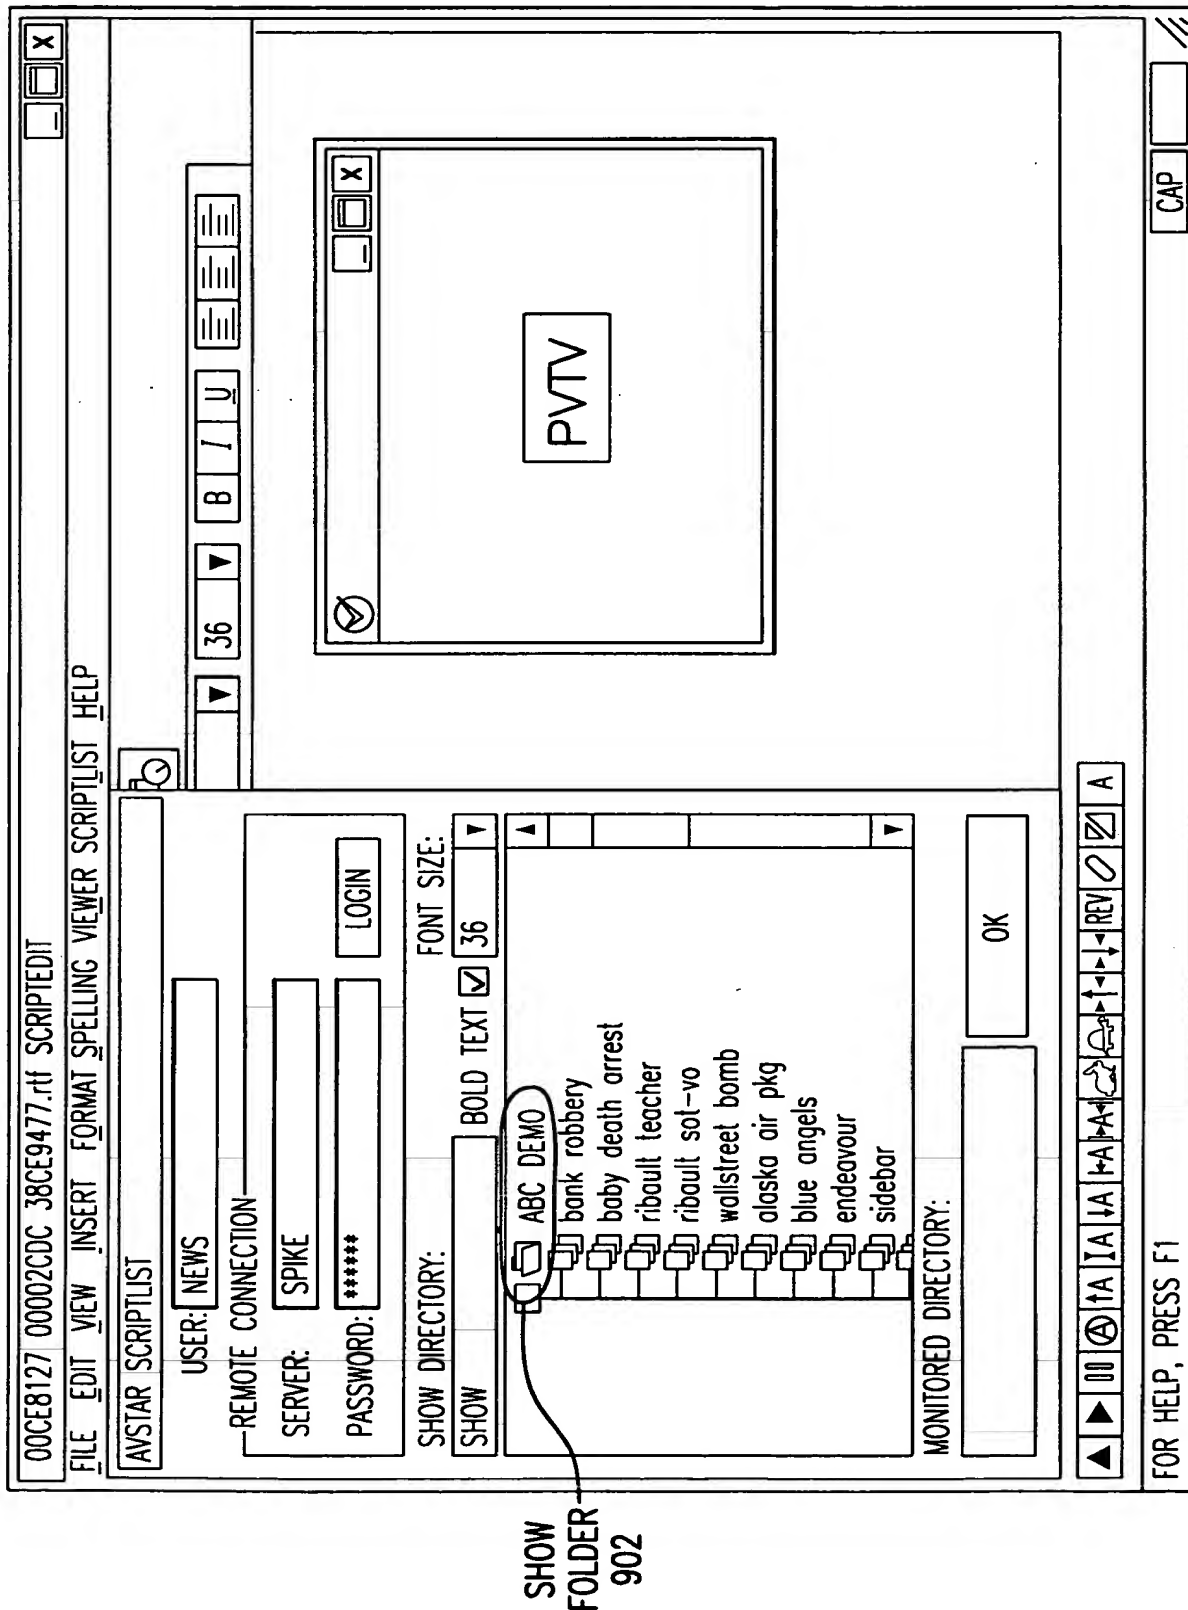 00CE8127 00002CDC 38CE9477.rtf SCRIPTEDIT
X
FILE EDIT VIEW INSERT FORMAT SPELLING VIEWER SCRIPTLIST HELP
AVSTAR SCRIPTLIST
USER: NEWS
36
B I U
REMOTE CONNECTION
SERVER: SPIKE
PASSWORD: ******
LOGIN
X
PVTV
SHOW DIRECTORY:
FONT SIZE:
SHOW
BOLD TEXT
36
ABC DEMO
bank robbery
baby death arrest
ribault teacher
ribault sot-vo
wallstreet bomb
alaska air pkg
blue angels
endeavour
sidebar
SHOW
FOLDER
902
MONITORED DIRECTORY:
OK
A A A A A A REV A
FOR HELP, PRESS F1
CAP